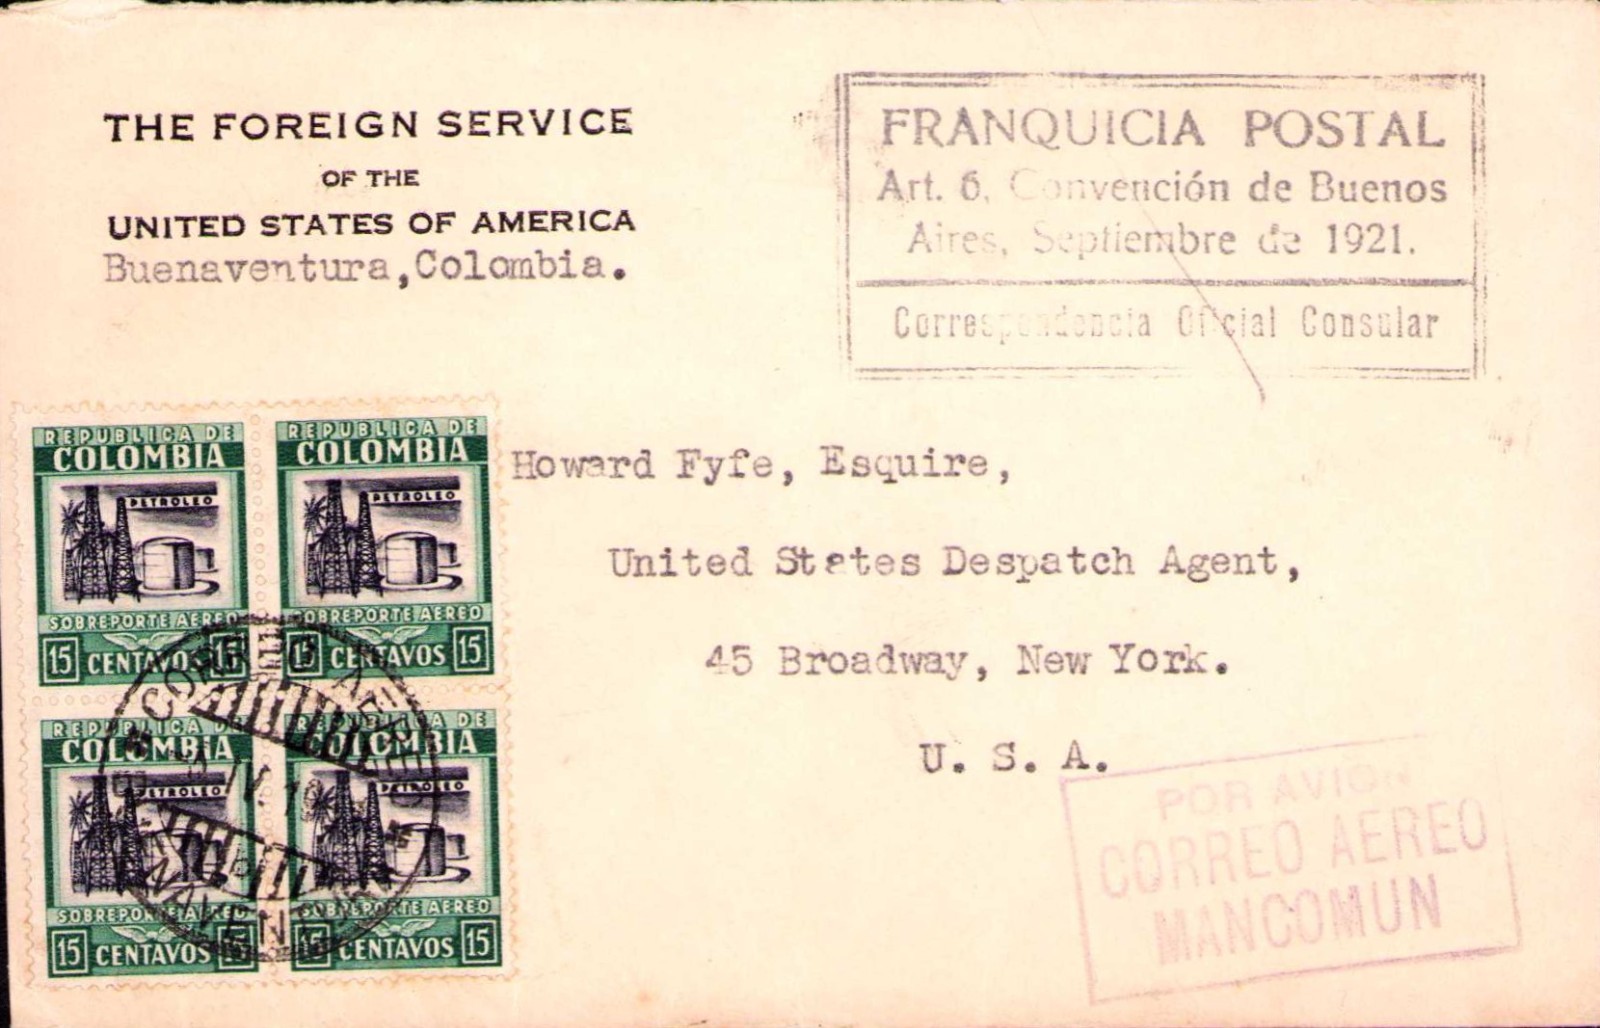 THE FOREIGN SERVICE
OF THE
UNITED STATES OF AMERICA
Buenaventura,Colombia.
FRANQUICIA POSTAL
Art. 6, Convención de Buenos
Aires, Septiembre de 1921.
Correspondencia Oficial Consular
Howard Fyfe, Esquire,
United States Despatch Agent,
45 Broadway, New York.
U. S. A.
REPUBLICA DE
COLOMBIA
PETROLEO
SOBREPORTE AEREO
15 CENTAVOS 15
REPUBLICA DE
COLOMBIA
PETROLEO
SOBREPORTE AEREO
15 CENTAVOS 15
REPUBLICA DE
COLOMBIA
PETROLEO
SOBREPORTE AEREO
15 CENTAVOS 15
REPUBLICA DE
COLOMBIA
PETROLEO
SOBREPORTE AEREO
15 CENTAVOS 15
CORREO AEREO
BUENAVENTURA
POR AVION
CORREO AEREO
MANCOMUN